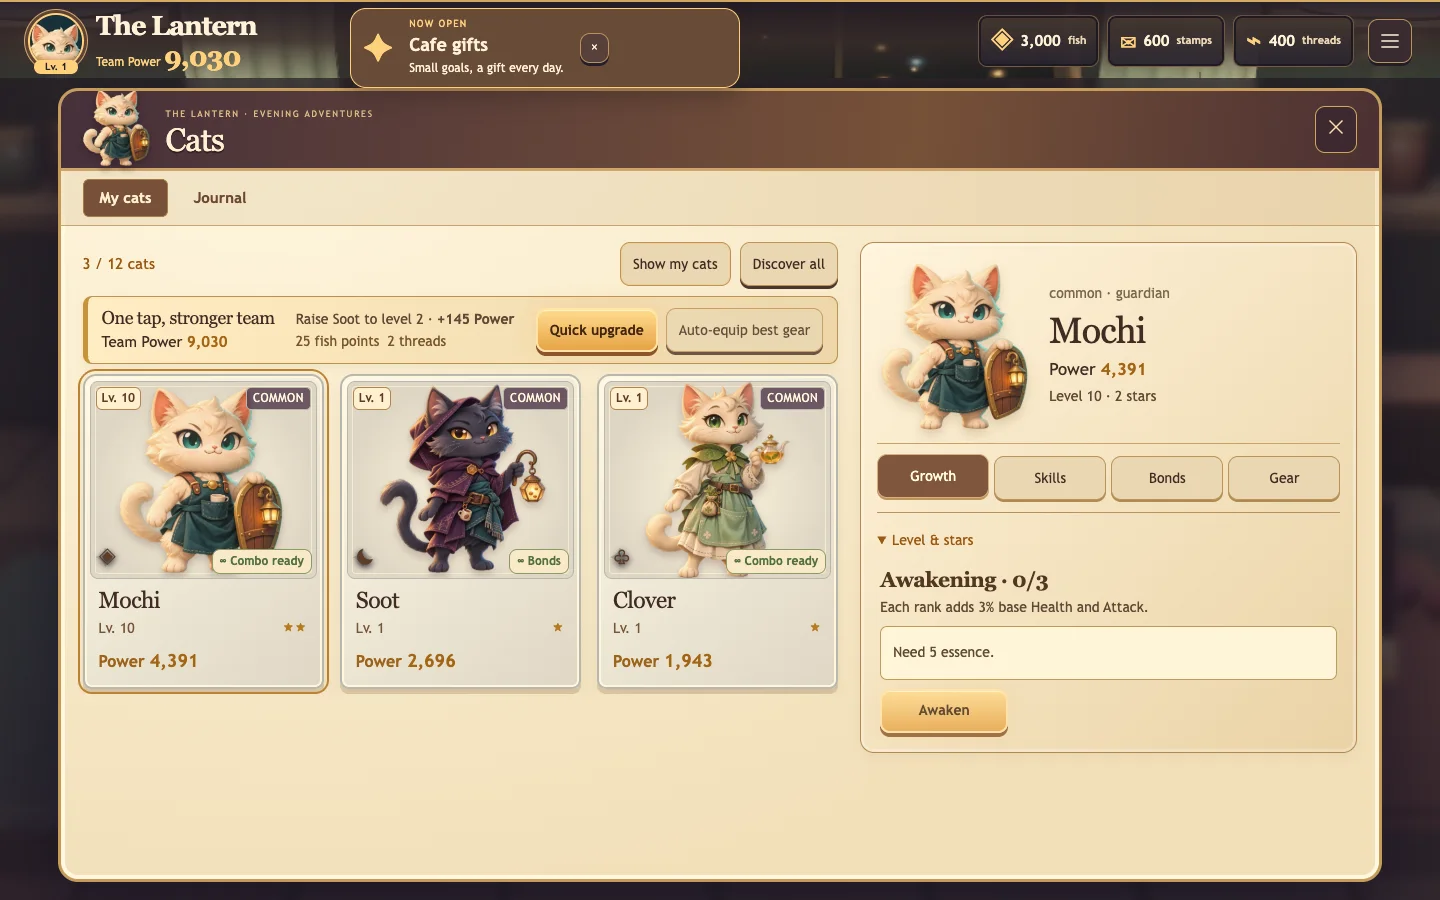 The Lantern
Team Power 9,030
Lv. 1
NOW OPEN
Cafe gifts
Small goals, a gift every day.
×
3,000 fish
600 stamps
400 threads
THE LANTERN · EVENING ADVENTURES
Cats
My cats
Journal
3 / 12 cats
Show my cats
Discover all
One tap, stronger team
Team Power 9,030
Raise Soot to level 2 · +145 Power
25 fish points 2 threads
Quick upgrade
Auto-equip best gear
Lv. 10
COMMON
∞ Combo ready
Mochi
Lv. 10
★★
Power 4,391
Lv. 1
COMMON
∞ Bonds
Soot
Lv. 1
★
Power 2,696
Lv. 1
COMMON
∞ Combo ready
Clover
Lv. 1
★
Power 1,943
common · guardian
Mochi
Power 4,391
Level 10 · 2 stars
Growth
Skills
Bonds
Gear
▼ Level & stars
Awakening · 0/3
Each rank adds 3% base Health and Attack.
Need 5 essence.
Awaken